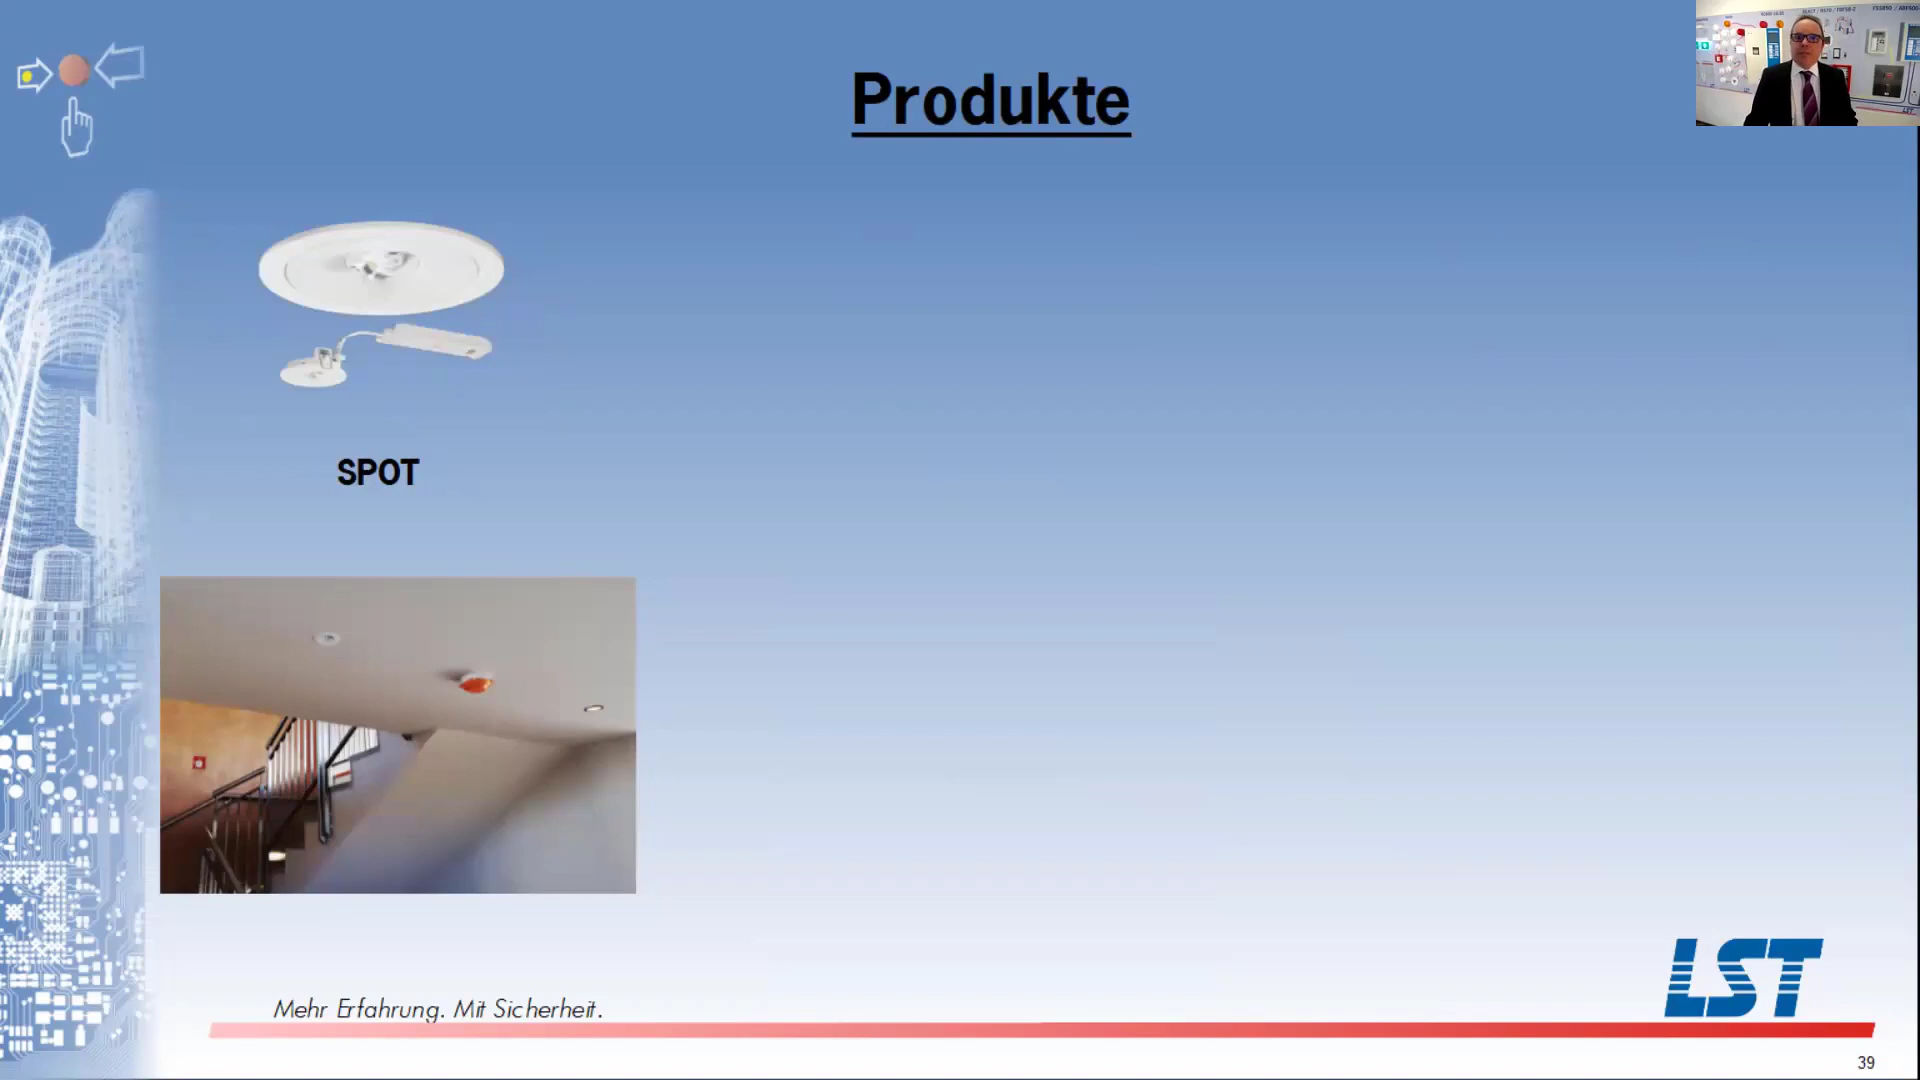 Produkte
SPOT
Mehr Erfahrung. Mit Sicherheit.
LST
39